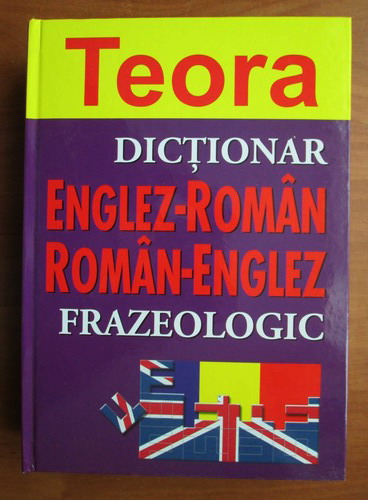 Teora
DICȚIONAR
ENGLEZ-ROMÂN
ROMÂN-ENGLEZ
FRAZEOLOGIC